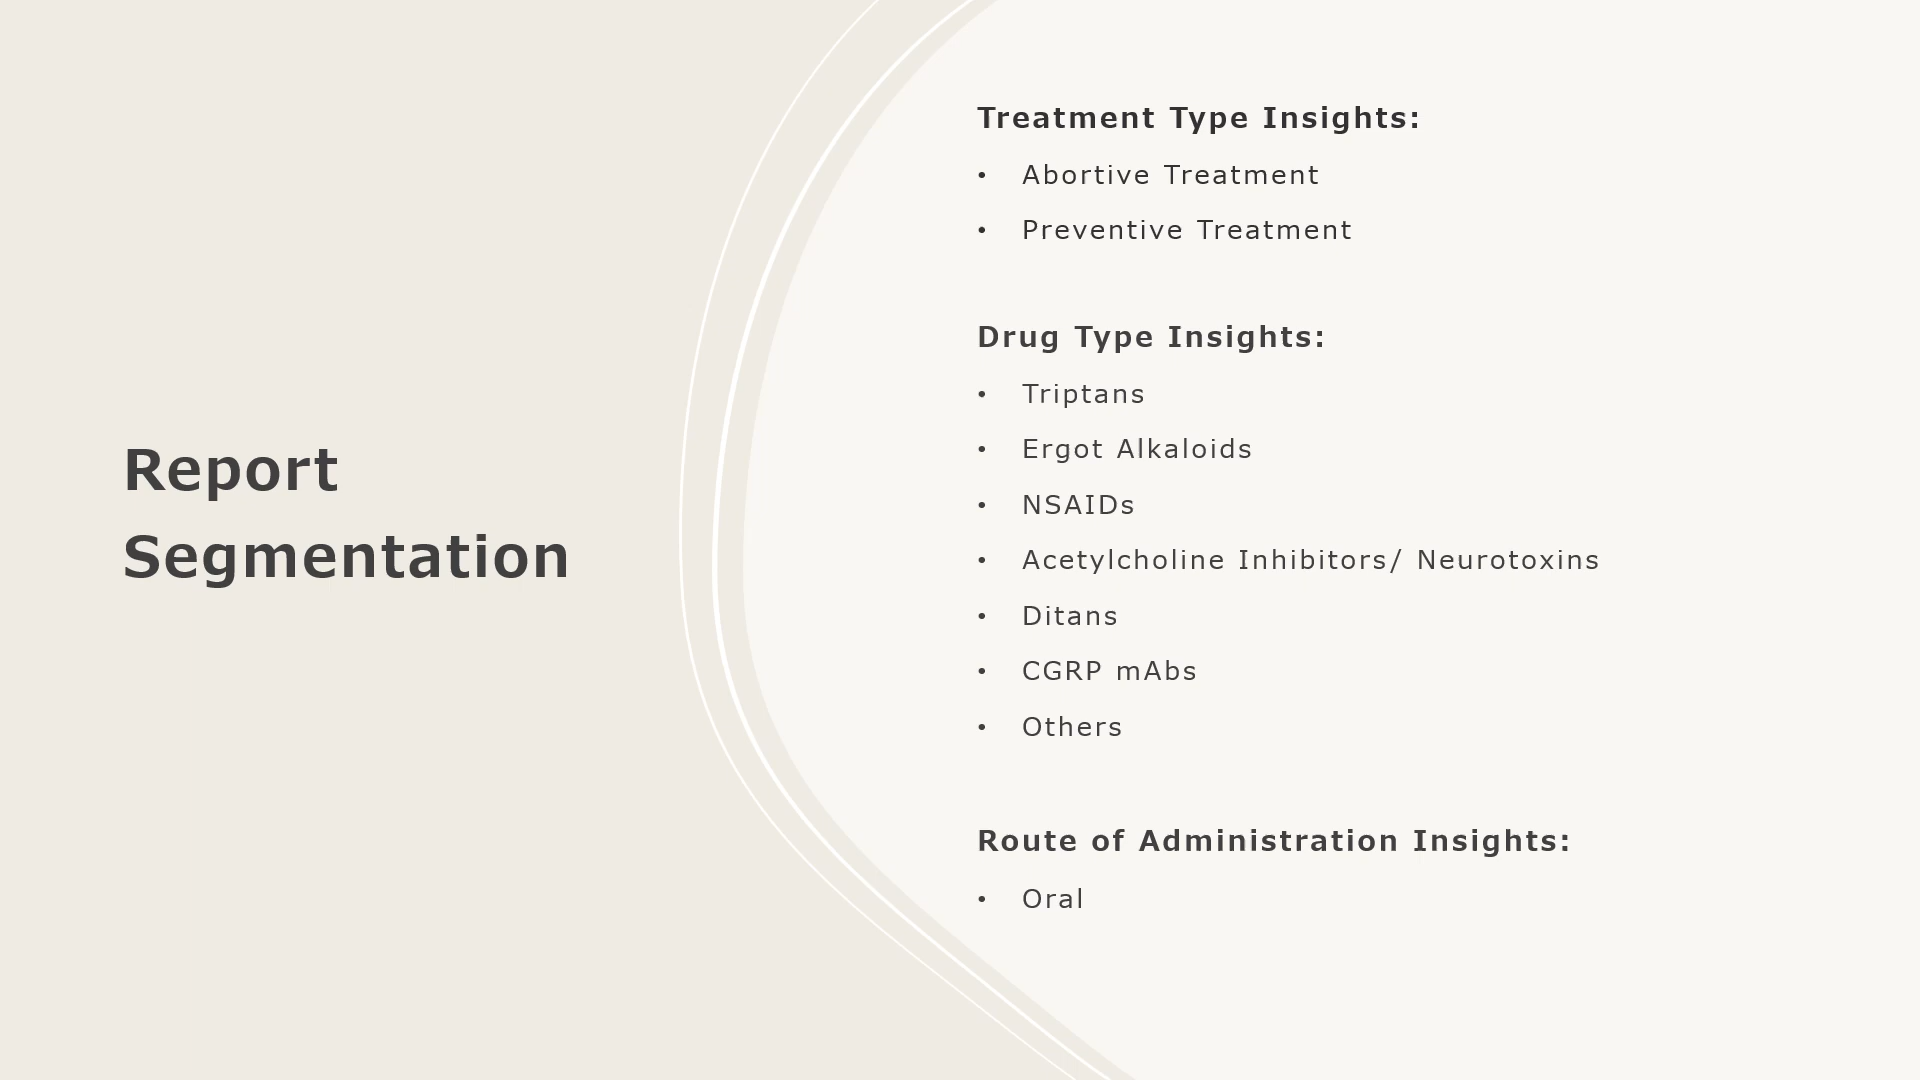 Report
Segmentation
Treatment Type Insights:
• Abortive Treatment
• Preventive Treatment
Drug Type Insights:
• Triptans
• Ergot Alkaloids
• NSAIDs
• Acetylcholine Inhibitors/ Neurotoxins
• Ditans
• CGRP mAbs
• Others
Route of Administration Insights:
• Oral